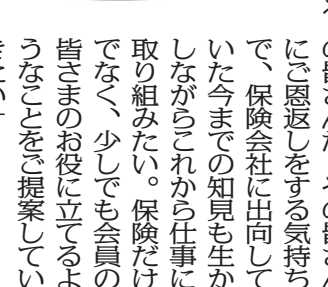 の皆さんだ。その皆さん
にご恩返しをする気持ち
で、保険会社に出向して
いた今までの知見も生か
しながらこれから仕事に
取り組みたい。保険だけ
でなく、少しでも会員の
皆さまのお役に立てるよ
うなことをご提案してい
きたい」